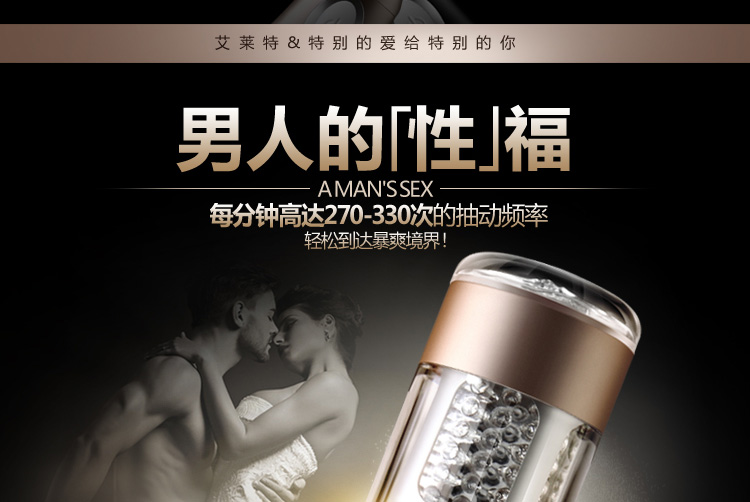 艾莱特&特别的爱给特别的你
男人的「性」福
A MAN'S SEX
每分钟高达270-330次的抽动频率
轻松到达暴爽境界！